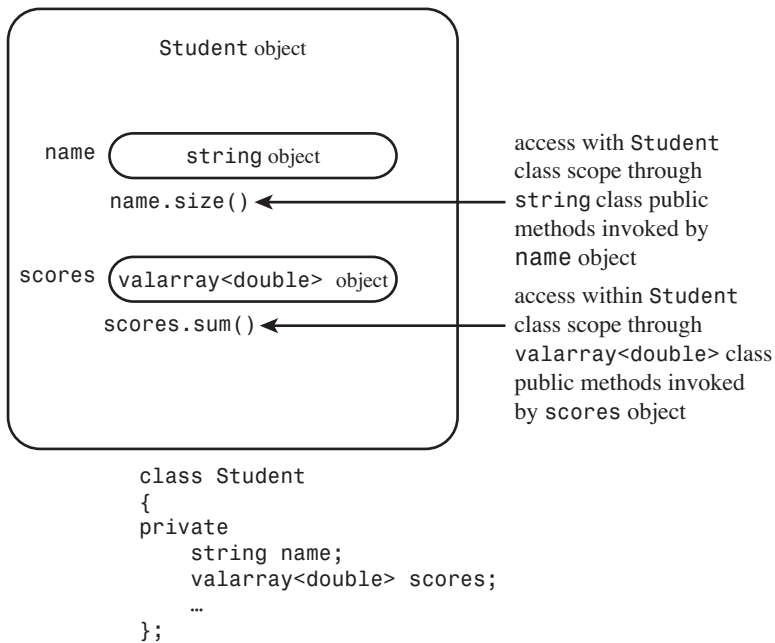 Student object
name
string object
name.size()
access with Student
class scope through
string class public
methods invoked by
name object
scores
valarray<double> object
scores.sum()
access within Student
class scope through
valarray<double> class
public methods invoked
by scores object
class Student
{
private
string name;
valarray<double> scores;
…
};